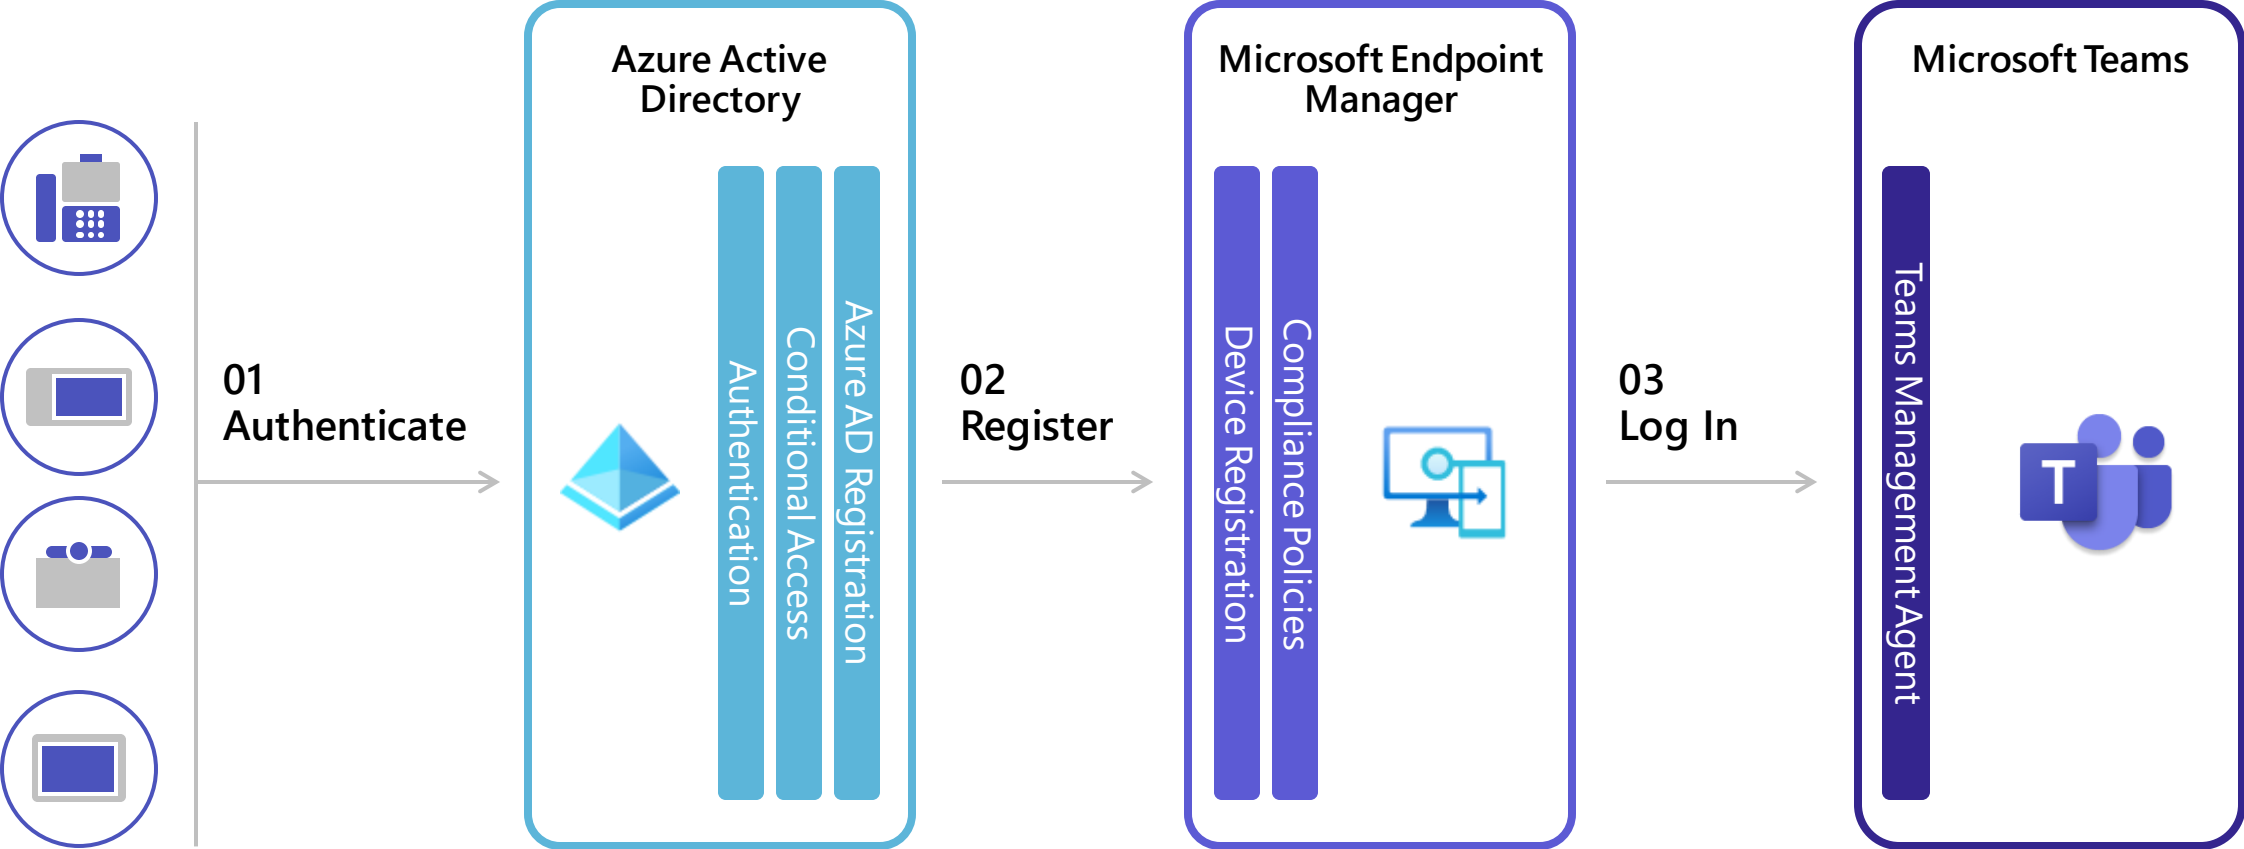 01
Authenticate
Azure Active
Directory
Authentication
Conditional Access
Azure AD Registration
02
Register
Microsoft Endpoint
Manager
Device Registration
Compliance Policies
03
Log In
Microsoft Teams
Teams Management Agent
T